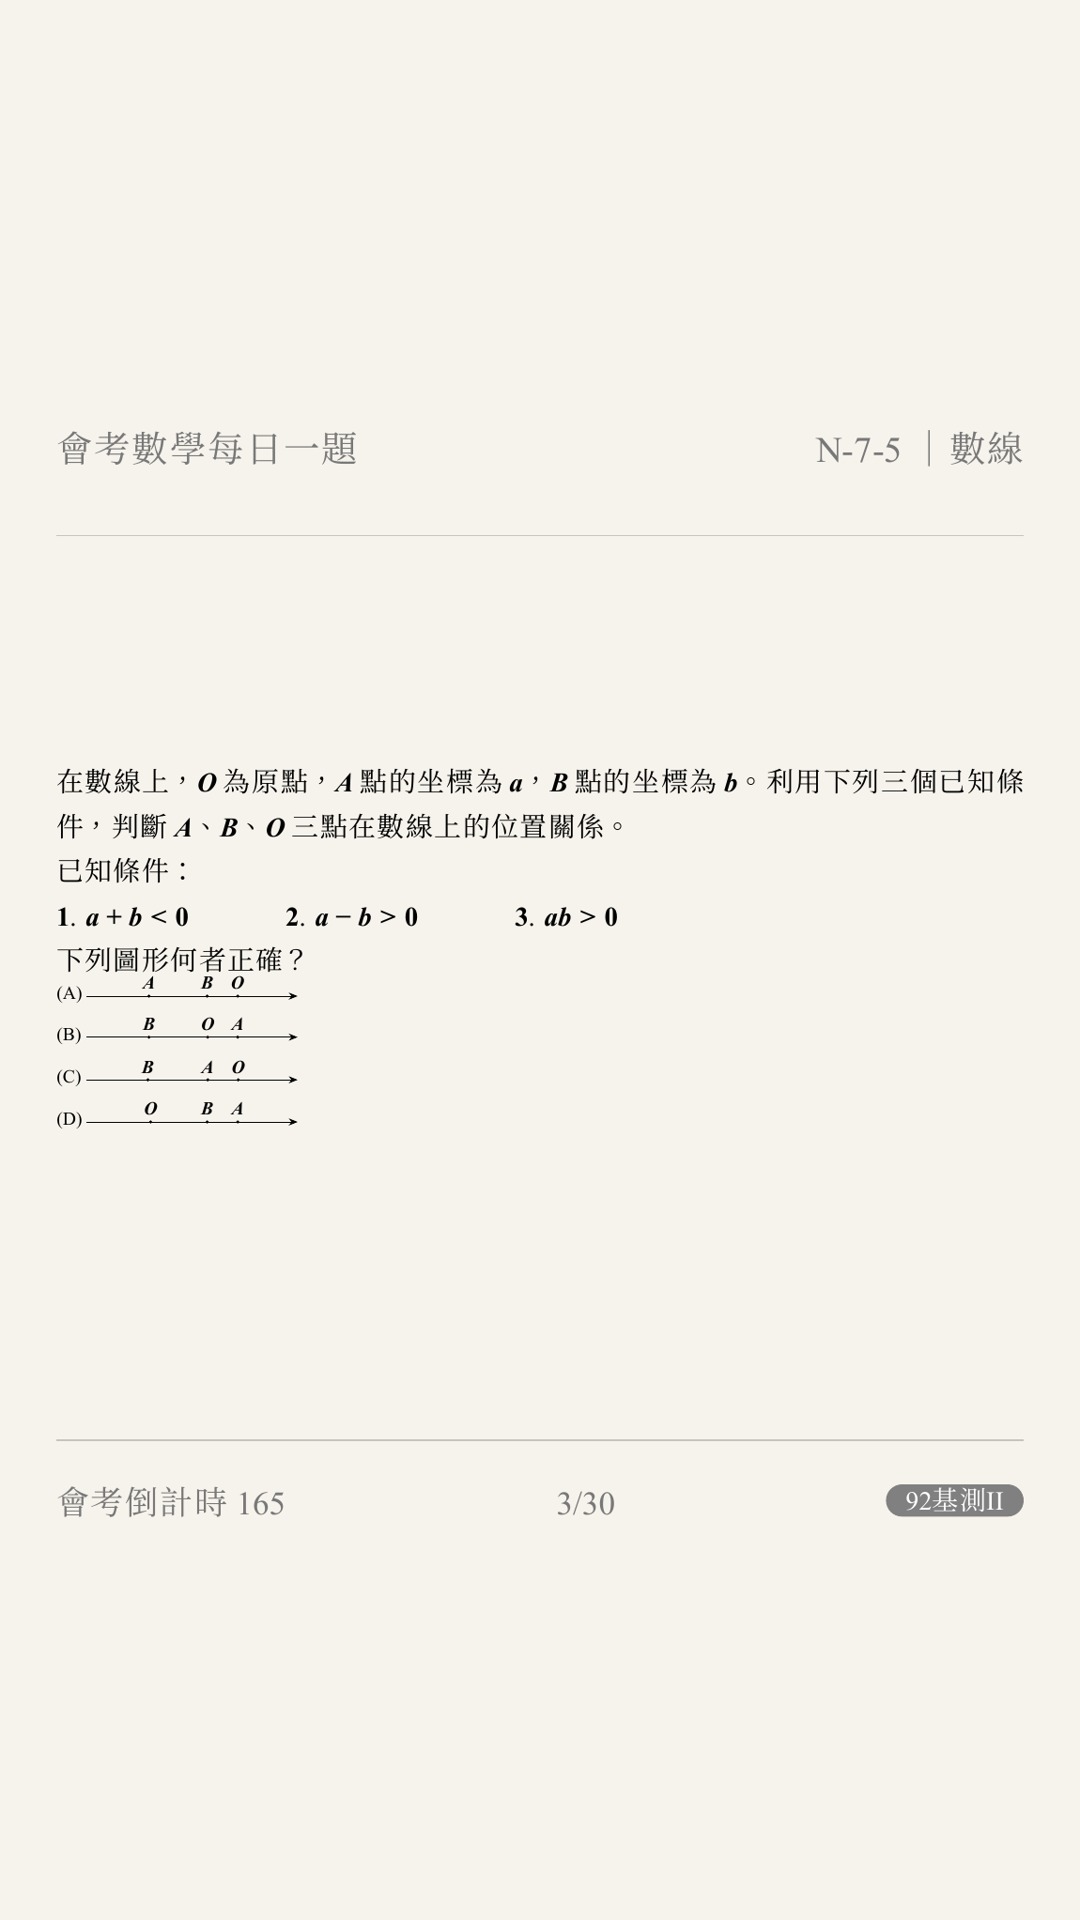 會考數學每日一題
N-7-5｜數線
在數線上，O 為原點，A 點的坐標為 a，B 點的坐標為 b。利用下列三個已知條
件，判斷 A、B、O 三點在數線上的位置關係。
已知條件：
1. a + b < 0 2. a − b > 0 3. ab > 0
下列圖形何者正確？
(A) A B O
(B) B O A
(C) B A O
(D) O B A
會考倒計時 165
3/30
92基測II